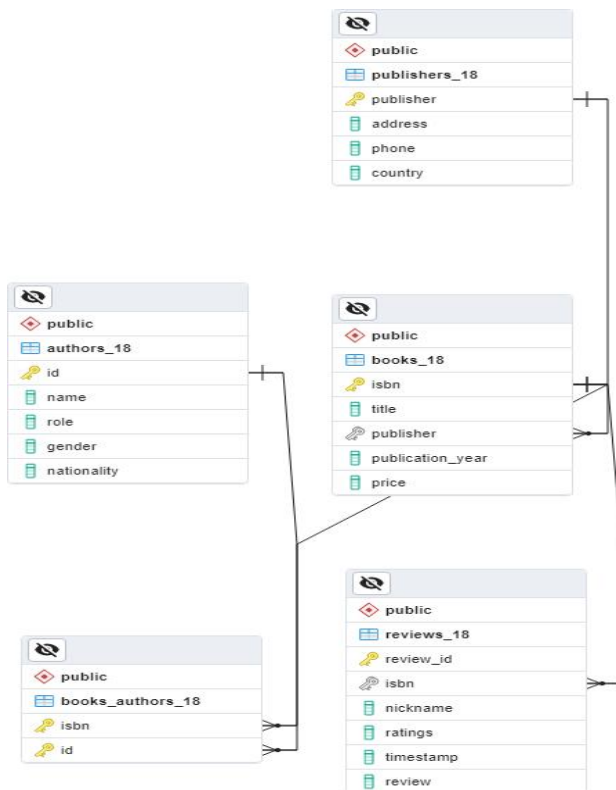 public
publishers_18
publisher
address
phone
country
public
authors_18
id
name
role
gender
nationality
public
books_18
isbn
title
publisher
publication_year
price
public
books_authors_18
isbn
id
public
reviews_18
review_id
isbn
nickname
ratings
timestamp
review